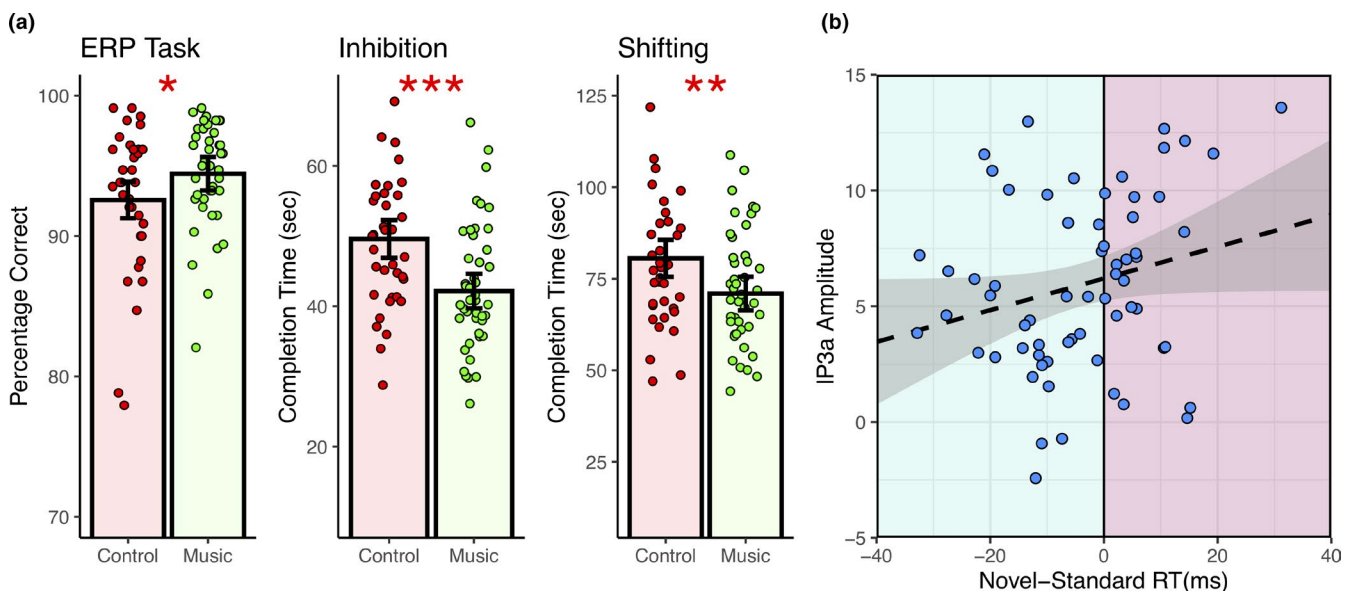 (a)
ERP Task
*
Percentage Correct
100
90
80
70
Control Music
Inhibition
***
Completion Time (sec)
60
40
20
Control Music
Shifting
**
Completion Time (sec)
125
100
75
50
25
Control Music
(b)
IP3a Amplitude
15
10
5
0
−5
−40 −20 0 20 40
Novel−Standard RT(ms)